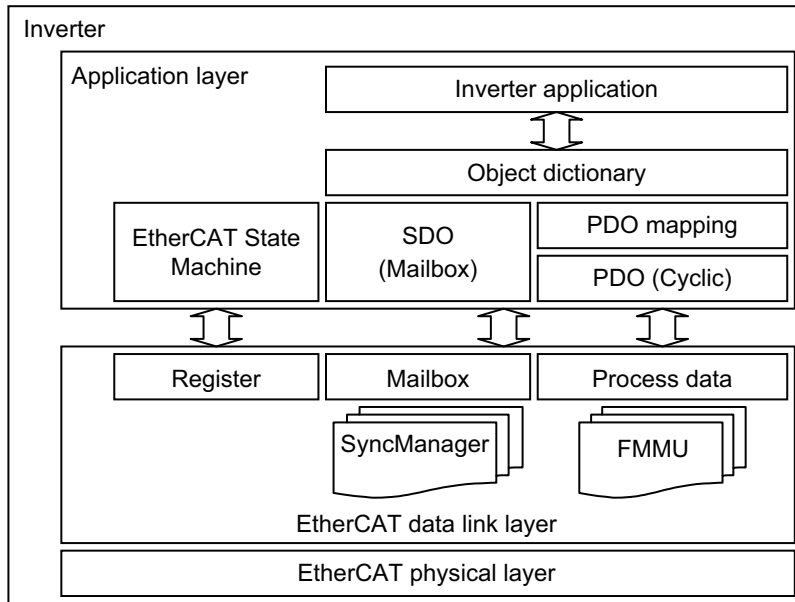 Inverter
Application layer
Inverter application
Object dictionary
EtherCAT State
Machine
SDO
(Mailbox)
PDO mapping
PDO (Cyclic)
Register
Mailbox
Process data
SyncManager
FMMU
EtherCAT data link layer
EtherCAT physical layer